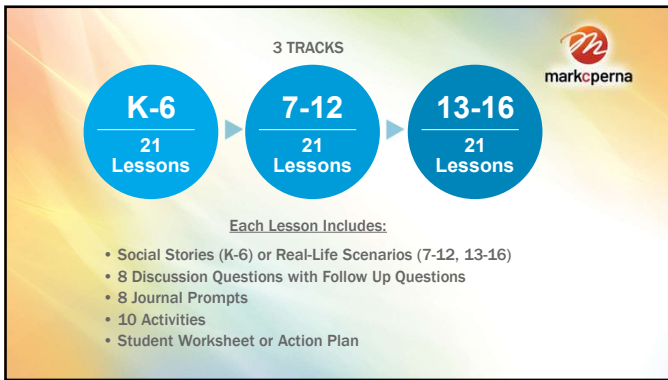 3 TRACKS
markcperna
K-6
21
Lessons
7-12
21
Lessons
13-16
21
Lessons
Each Lesson Includes:
• Social Stories (K-6) or Real-Life Scenarios (7-12, 13-16)
• 8 Discussion Questions with Follow Up Questions
• 8 Journal Prompts
• 10 Activities
• Student Worksheet or Action Plan